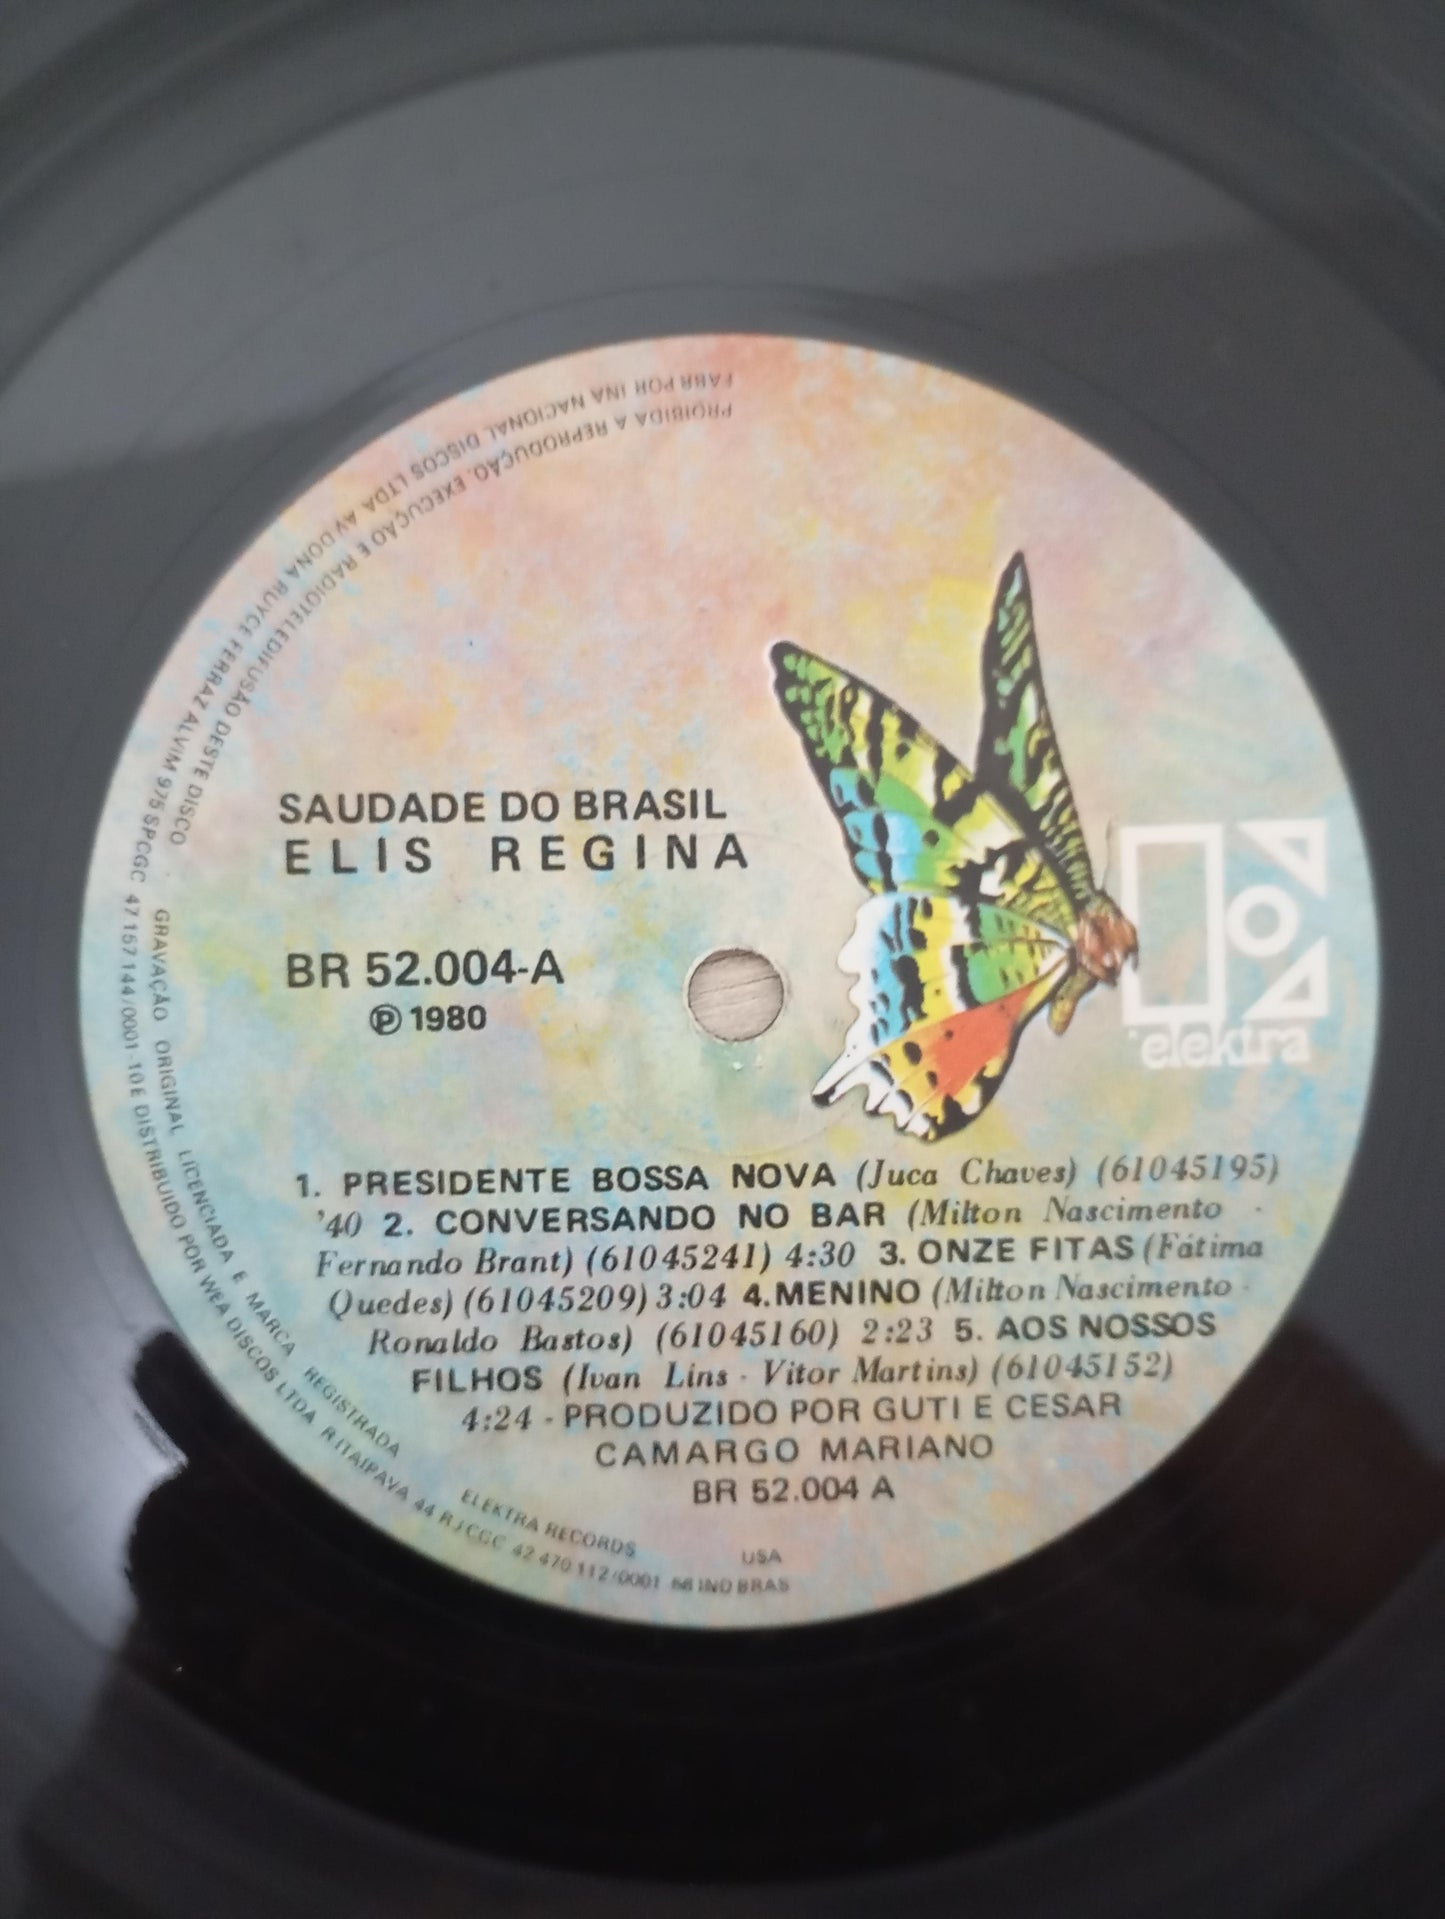 SAUDADE DO BRASIL
ELIS REGINA
BR 52.004-A
℗ 1980
elektra
1. PRESIDENTE BOSSA NOVA (Juca Chaves) (61045195)
'40 2. CONVERSANDO NO BAR (Milton Nascimento ·
Fernando Brant) (61045241) 4:30 3. ONZE FITAS (Fátima
Quedes) (61045209) 3:04 4. MENINO (Milton Nascimento ·
Ronaldo Bastos) (61045160) 2:23 5. AOS NOSSOS
FILHOS (Ivan Lins · Vitor Martins) (61045152)
4:24 - PRODUZIDO POR GUTI E CESAR
CAMARGO MARIANO
BR 52.004 A
GRAVAÇÃO ORIGINAL LICENCIADA E MARCA REGISTRADA ELEKTRA RECORDS USA
PROIBIDA A REPRODUÇÃO, EXECUÇÃO E RADIOTELEDIFUSÃO DESTE DISCO
FABR POR INA NACIONAL DISCOS LTDA AV DONA RUYCE FERRAZ ALVIM 975 SP CGC 47 157 144/0001-10 E DISTRIBUIDO POR WEA DISCOS LTDA R ITAIPAVA 44 RJ CGC 42 470 112/0001 IND BRAS